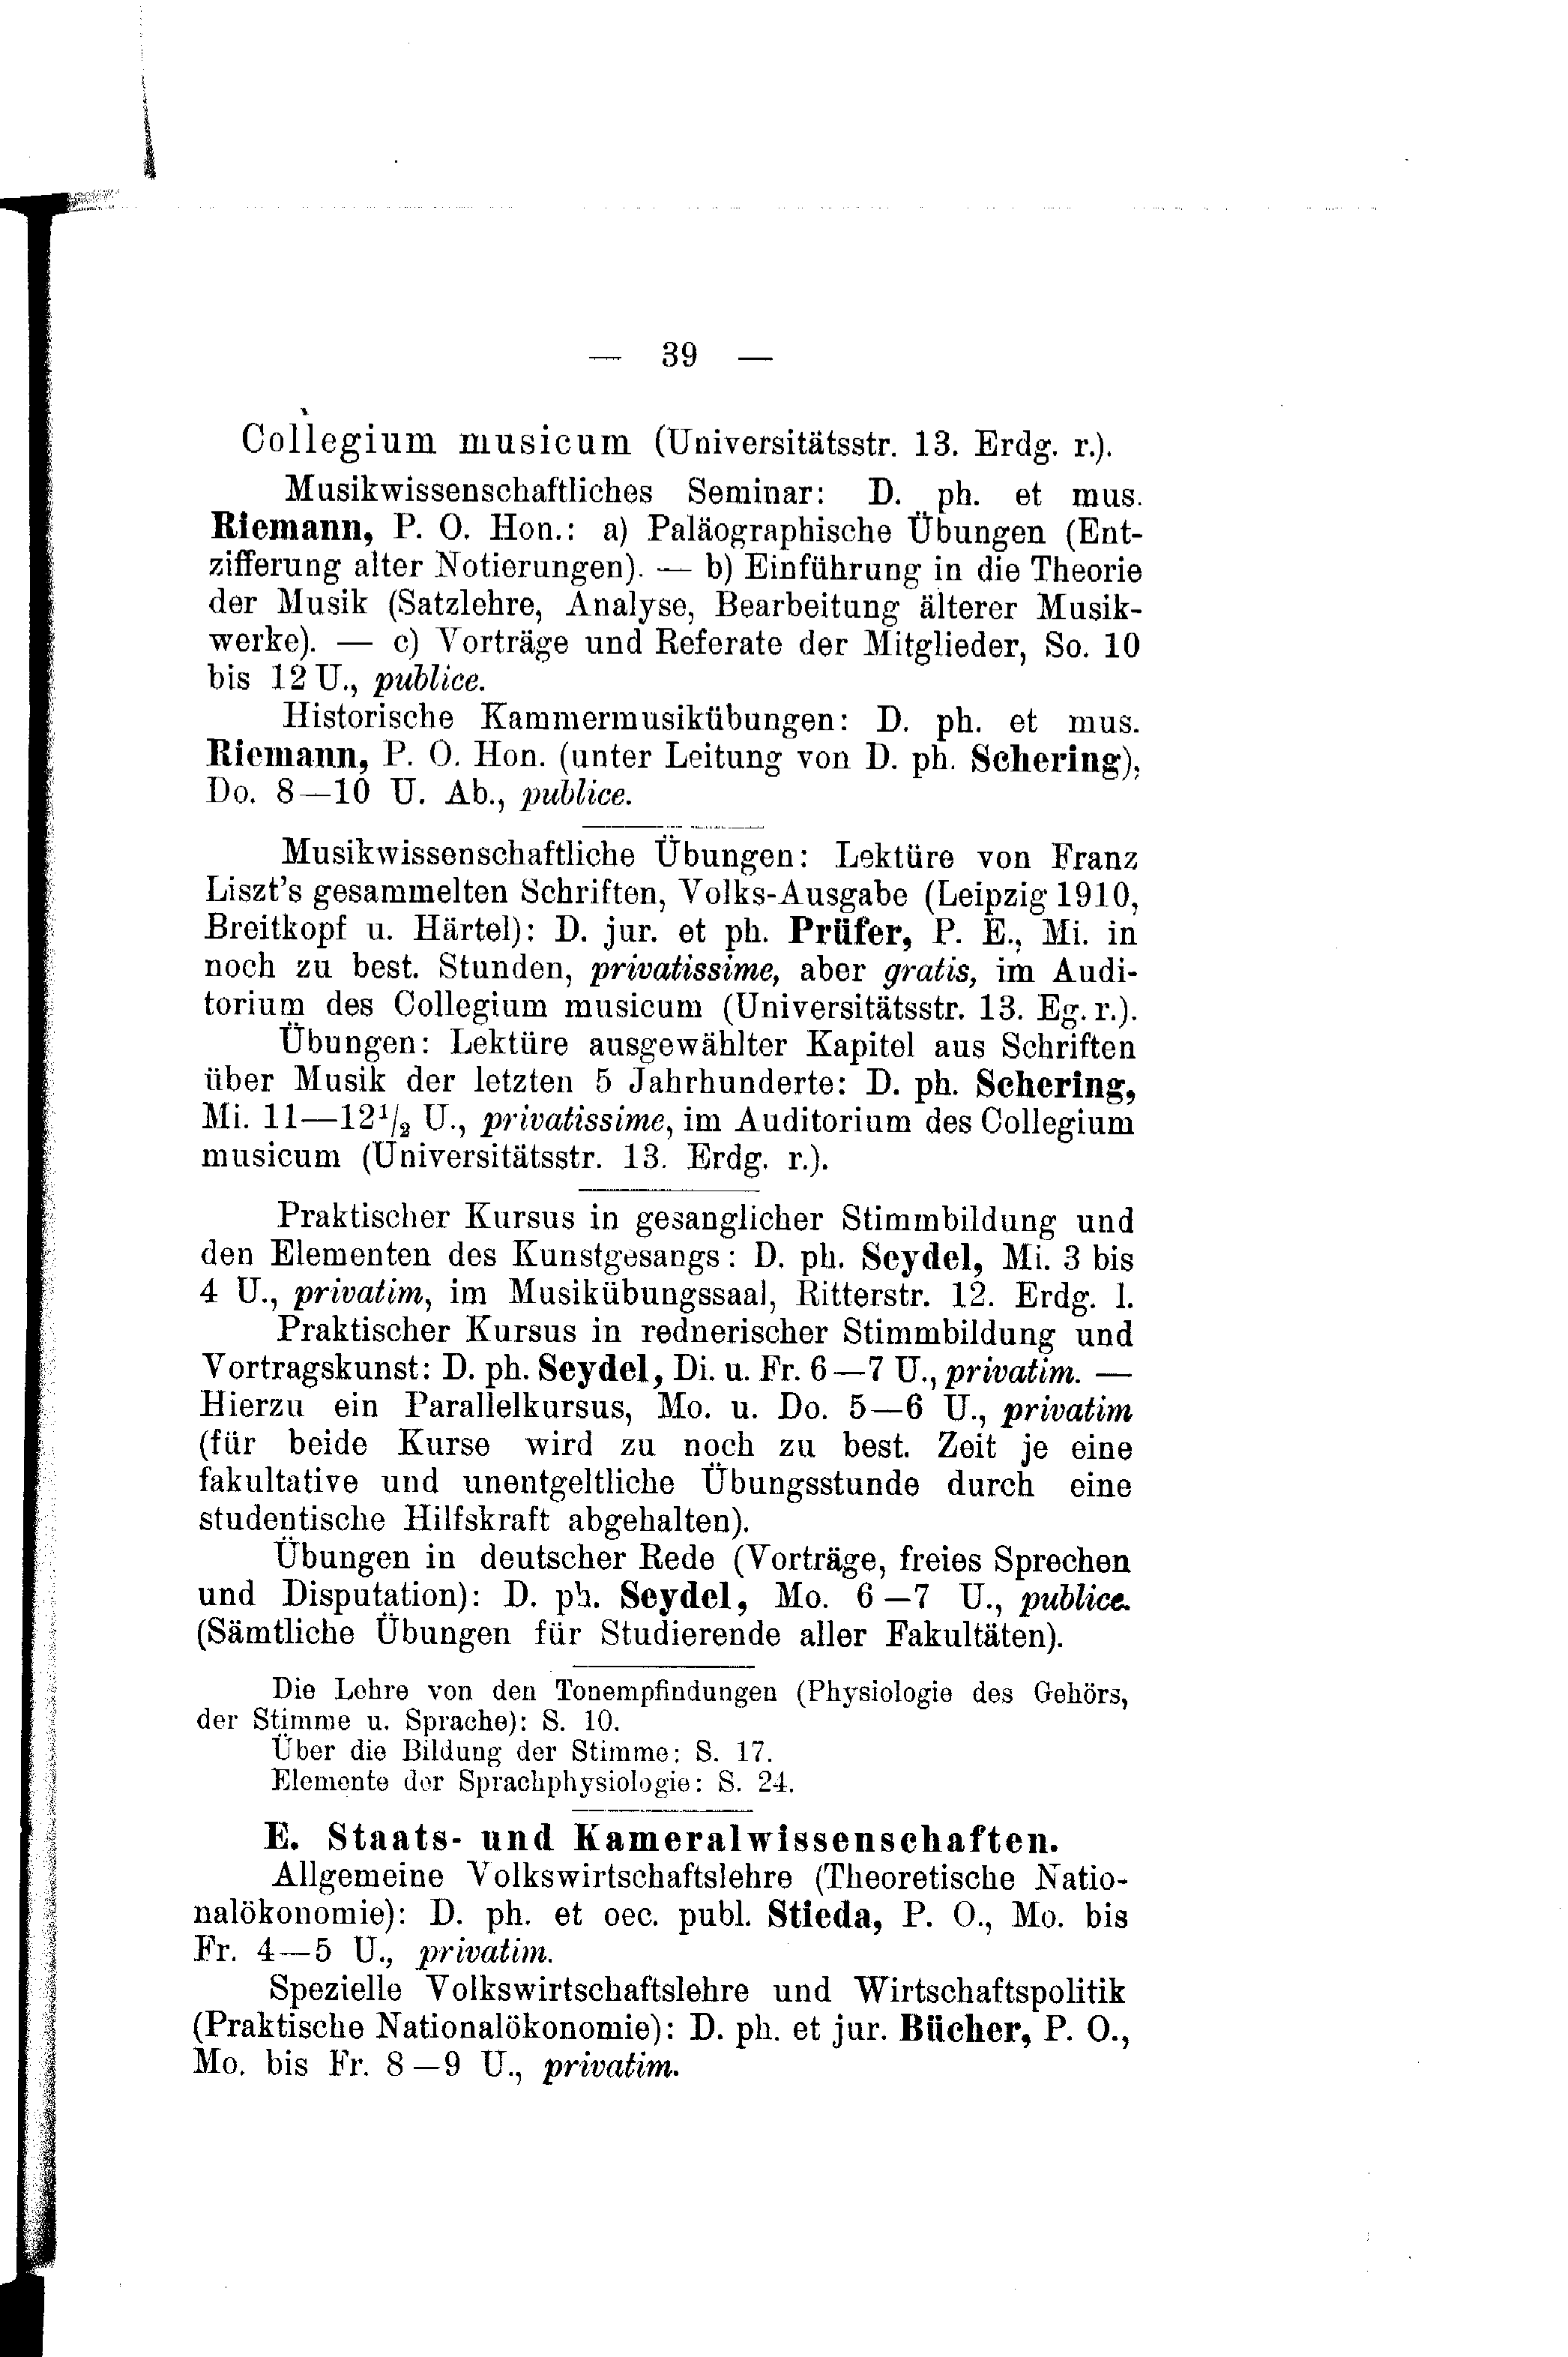 — 39 —
Collegium musicum (Universitätsstr. 13. Erdg. r.).
Musikwissenschaftliches Seminar: D. ph. et mus.
Riemann, P. O. Hon.: a) Paläographische Übungen (Ent-
zifferung alter Notierungen). — b) Einführung in die Theorie
der Musik (Satzlehre, Analyse, Bearbeitung älterer Musik-
werke). — c) Vorträge und Referate der Mitglieder, So. 10
bis 12 U., publice.
Historische Kammermusikübungen: D. ph. et mus.
Riemann, P. O. Hon. (unter Leitung von D. ph. Schering),
Do. 8—10 U. Ab., publice.
Musikwissenschaftliche Übungen: Lektüre von Franz
Liszt's gesammelten Schriften, Volks-Ausgabe (Leipzig 1910,
Breitkopf u. Härtel): D. jur. et ph. Prüfer, P. E., Mi. in
noch zu best. Stunden, privatissime, aber gratis, im Audi-
torium des Collegium musicum (Universitätsstr. 13. Eg. r.).
Übungen: Lektüre ausgewählter Kapitel aus Schriften
über Musik der letzten 5 Jahrhunderte: D. ph. Schering,
Mi. 11—12½ U., privatissime, im Auditorium des Collegium
musicum (Universitätsstr. 13. Erdg. r.).
Praktischer Kursus in gesanglicher Stimmbildung und
den Elementen des Kunstgesangs: D. ph. Seydel, Mi. 3 bis
4 U., privatim, im Musikübungssaal, Ritterstr. 12. Erdg. l.
Praktischer Kursus in rednerischer Stimmbildung und
Vortragskunst: D. ph. Seydel, Di. u. Fr. 6—7 U., privatim. —
Hierzu ein Parallelkursus, Mo. u. Do. 5—6 U., privatim
(für beide Kurse wird zu noch zu best. Zeit je eine
fakultative und unentgeltliche Übungsstunde durch eine
studentische Hilfskraft abgehalten).
Übungen in deutscher Rede (Vorträge, freies Sprechen
und Disputation): D. ph. Seydel, Mo. 6—7 U., publice.
(Sämtliche Übungen für Studierende aller Fakultäten).
Die Lehre von den Tonempfindungen (Physiologie des Gehörs,
der Stimme u. Sprache): S. 10.
Über die Bildung der Stimme: S. 17.
Elemente der Sprachphysiologie: S. 24.
E. Staats- und Kameralwissenschaften.
Allgemeine Volkswirtschaftslehre (Theoretische Natio-
nalökonomie): D. ph. et oec. publ. Stieda, P. O., Mo. bis
Fr. 4—5 U., privatim.
Spezielle Volkswirtschaftslehre und Wirtschaftspolitik
(Praktische Nationalökonomie): D. ph. et jur. Bücher, P. O.,
Mo. bis Fr. 8—9 U., privatim.